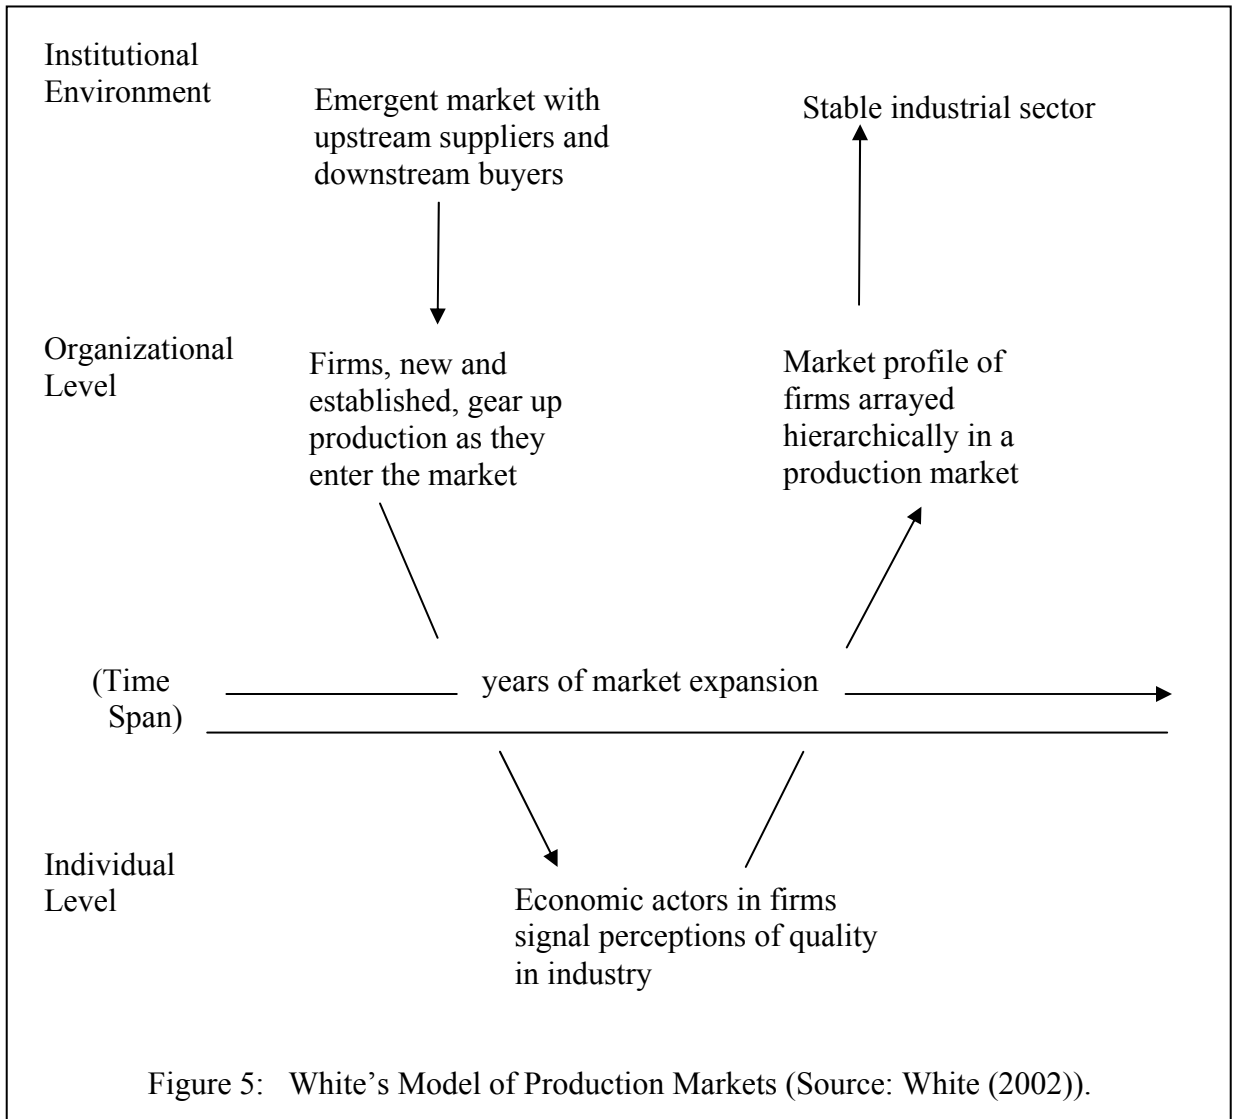 Institutional
Environment
Emergent market with
upstream suppliers and
downstream buyers
Stable industrial sector
Organizational
Level
Firms, new and
established, gear up
production as they
enter the market
Market profile of
firms arrayed
hierarchically in a
production market
(Time
Span)
years of market expansion
Individual
Level
Economic actors in firms
signal perceptions of quality
in industry
Figure 5: White’s Model of Production Markets (Source: White (2002)).